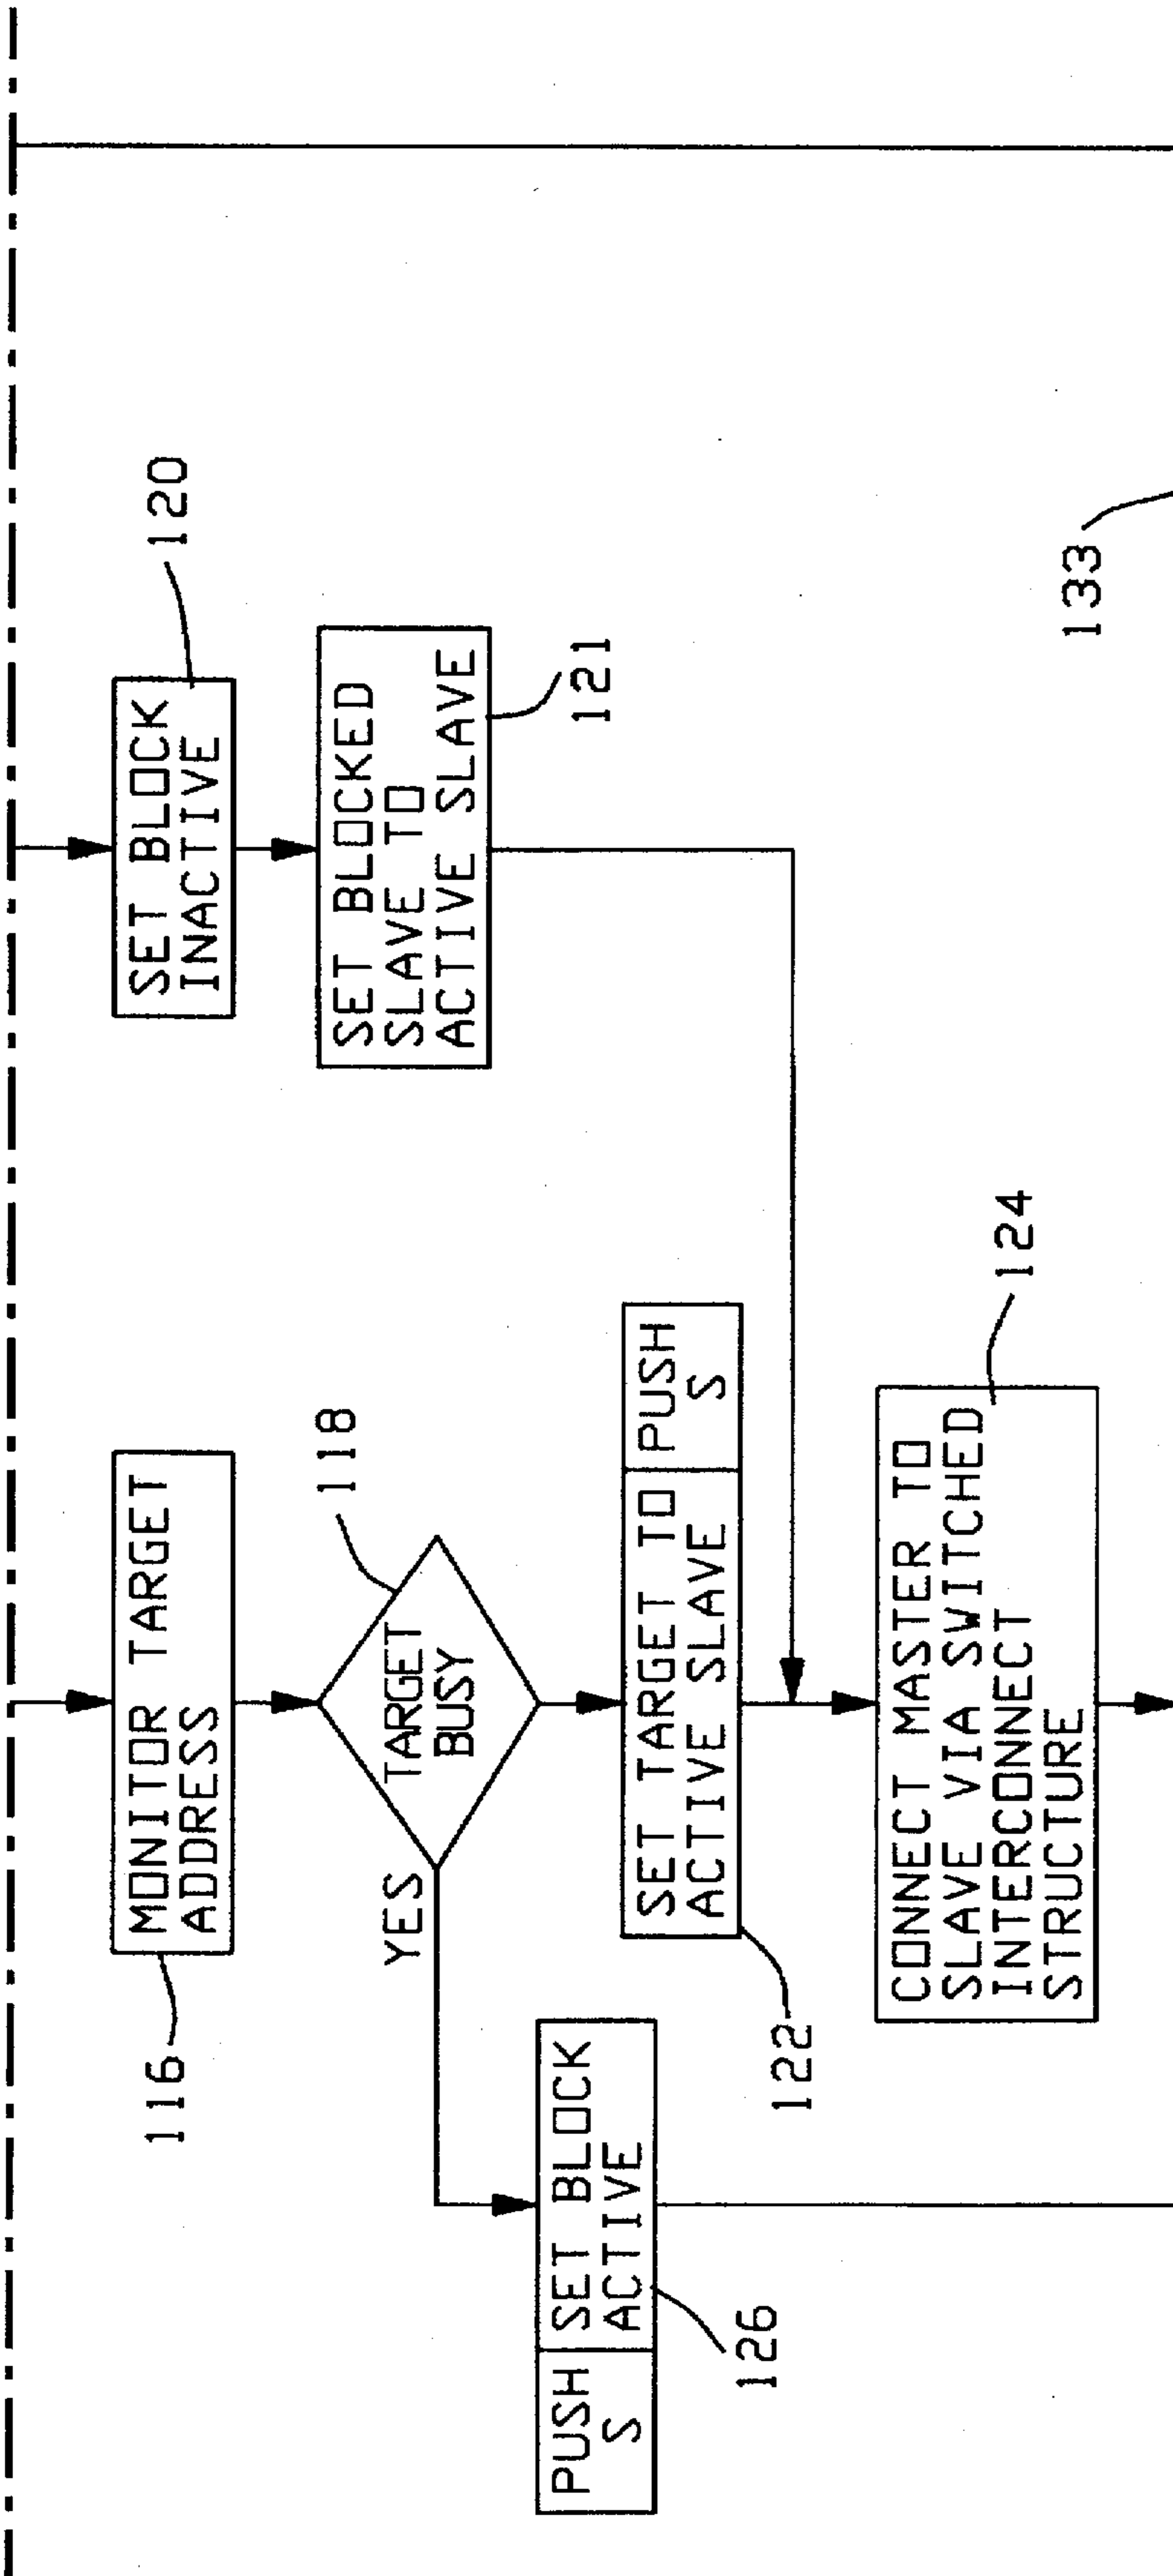 116
MONITOR TARGET
ADDRESS
SET BLOCK
INACTIVE
120
118
TARGET
BUSY
YES
SET BLOCKED
SLAVE TO
ACTIVE SLAVE
121
PUSH
S
SET BLOCK
ACTIVE
126
SET TARGET TO
ACTIVE SLAVE
PUSH
S
122
CONNECT MASTER TO
SLAVE VIA SWITCHED
INTERCONNECT
STRUCTURE
124
133